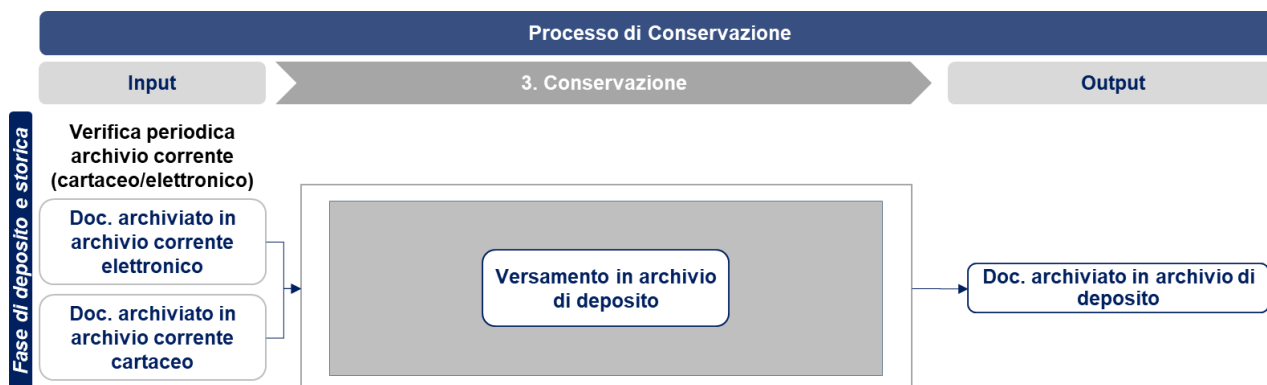 Processo di Conservazione
Input
3. Conservazione
Output
Fase di deposito e storica
Verifica periodica
archivio corrente
(cartaceo/elettronico)
Doc. archiviato in
archivio corrente
elettronico
Doc. archiviato in
archivio corrente
cartaceo
Versamento in archivio
di deposito
Doc. archiviato in archivio di
deposito